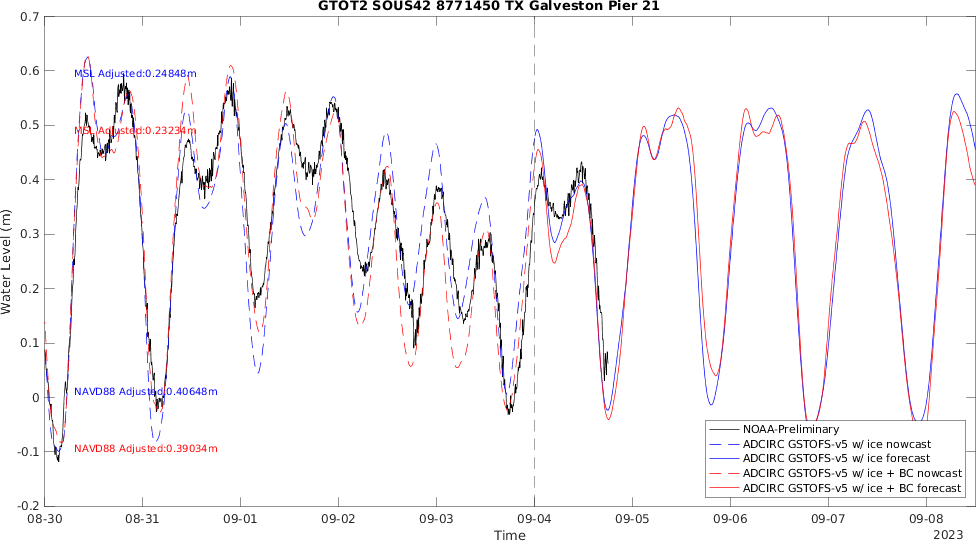 GTOT2 SOUS42 8771450 TX Galveston Pier 21
0.7
0.6
0.5
0.4
0.3
0.2
0.1
0
-0.1
-0.2
Water Level (m)
MSL Adjusted:0.24848m
MSL Adjusted:0.23234m
NAVD88 Adjusted:0.40648m
NAVD88 Adjusted:0.39034m
NOAA-Preliminary
ADCIRC GSTOFS-v5 w/ ice nowcast
ADCIRC GSTOFS-v5 w/ ice forecast
ADCIRC GSTOFS-v5 w/ ice + BC nowcast
ADCIRC GSTOFS-v5 w/ ice + BC forecast
08-30 08-31 09-01 09-02 09-03 09-04 09-05 09-06 09-07 09-08
Time
2023